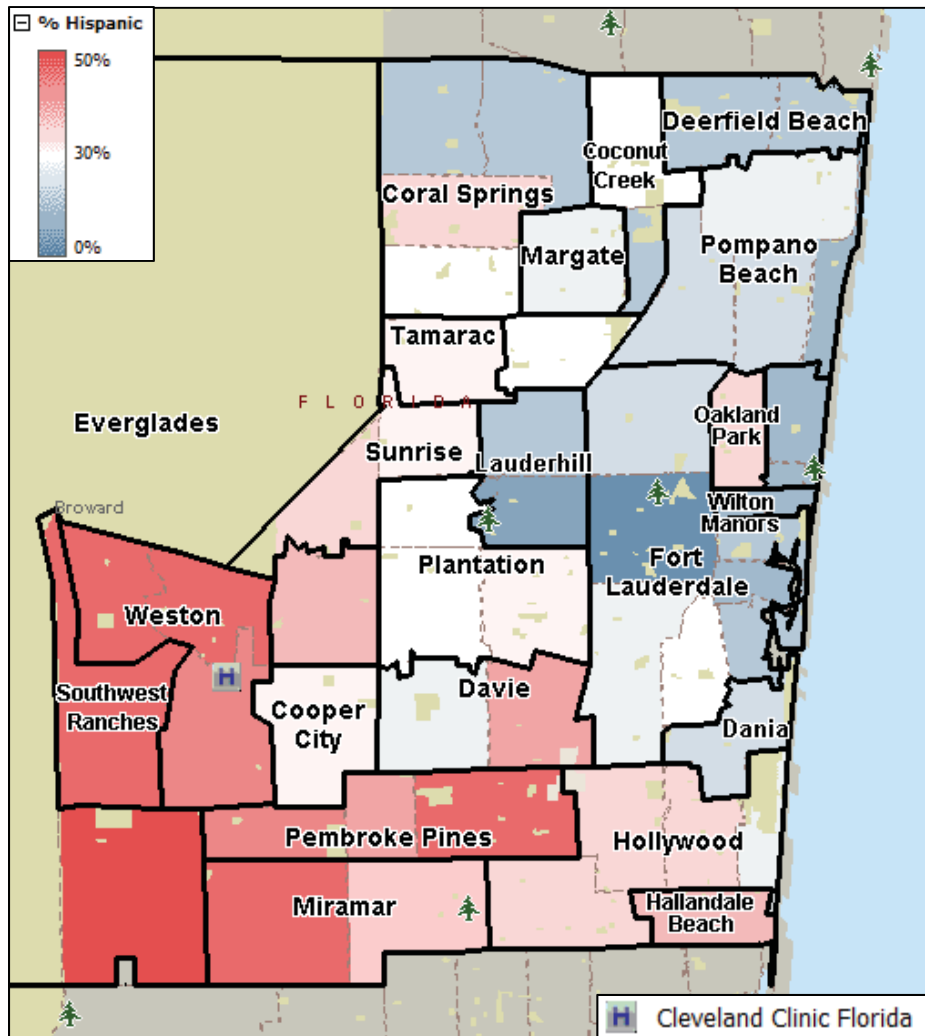 % Hispanic
50%
30%
0%
Deerfield Beach
Coconut
Creek
Coral Springs
Margate
Pompano
Beach
Tamarac
FLORIDA
Everglades
Sunrise
Lauderhill
Oakland
Park
Broward
Wilton
Manors
Plantation
Fort
Lauderdale
Weston
Southwest
Ranches
H
Davie
Cooper
City
Dania
Pembroke Pines
Hollywood
Miramar
Hallandale
Beach
H Cleveland Clinic Florida